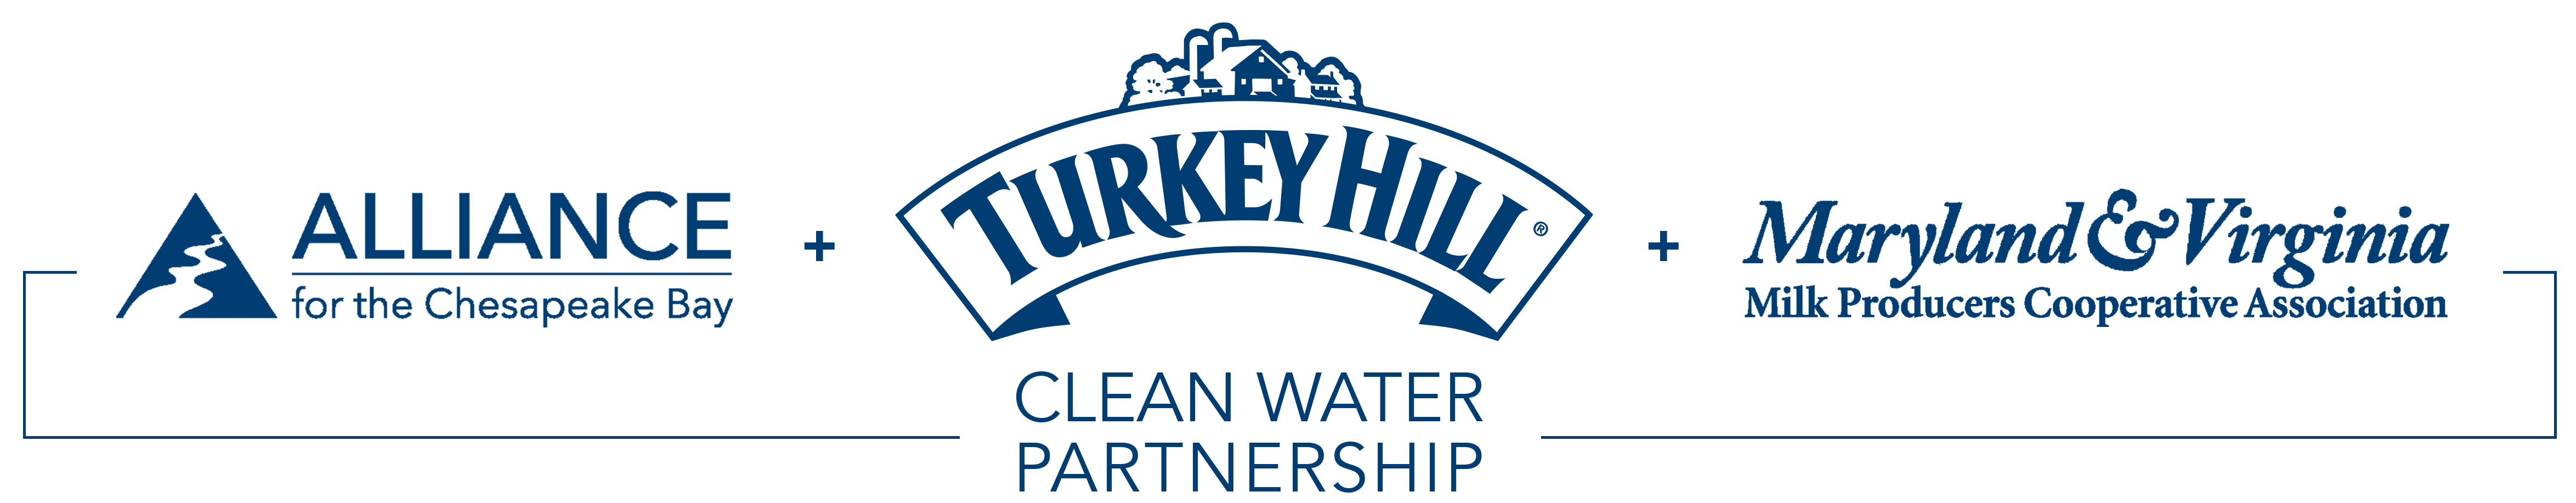 ALLIANCE
for the Chesapeake Bay
+
TURKEY HILL®
+
Maryland & Virginia
Milk Producers Cooperative Association
CLEAN WATER
PARTNERSHIP